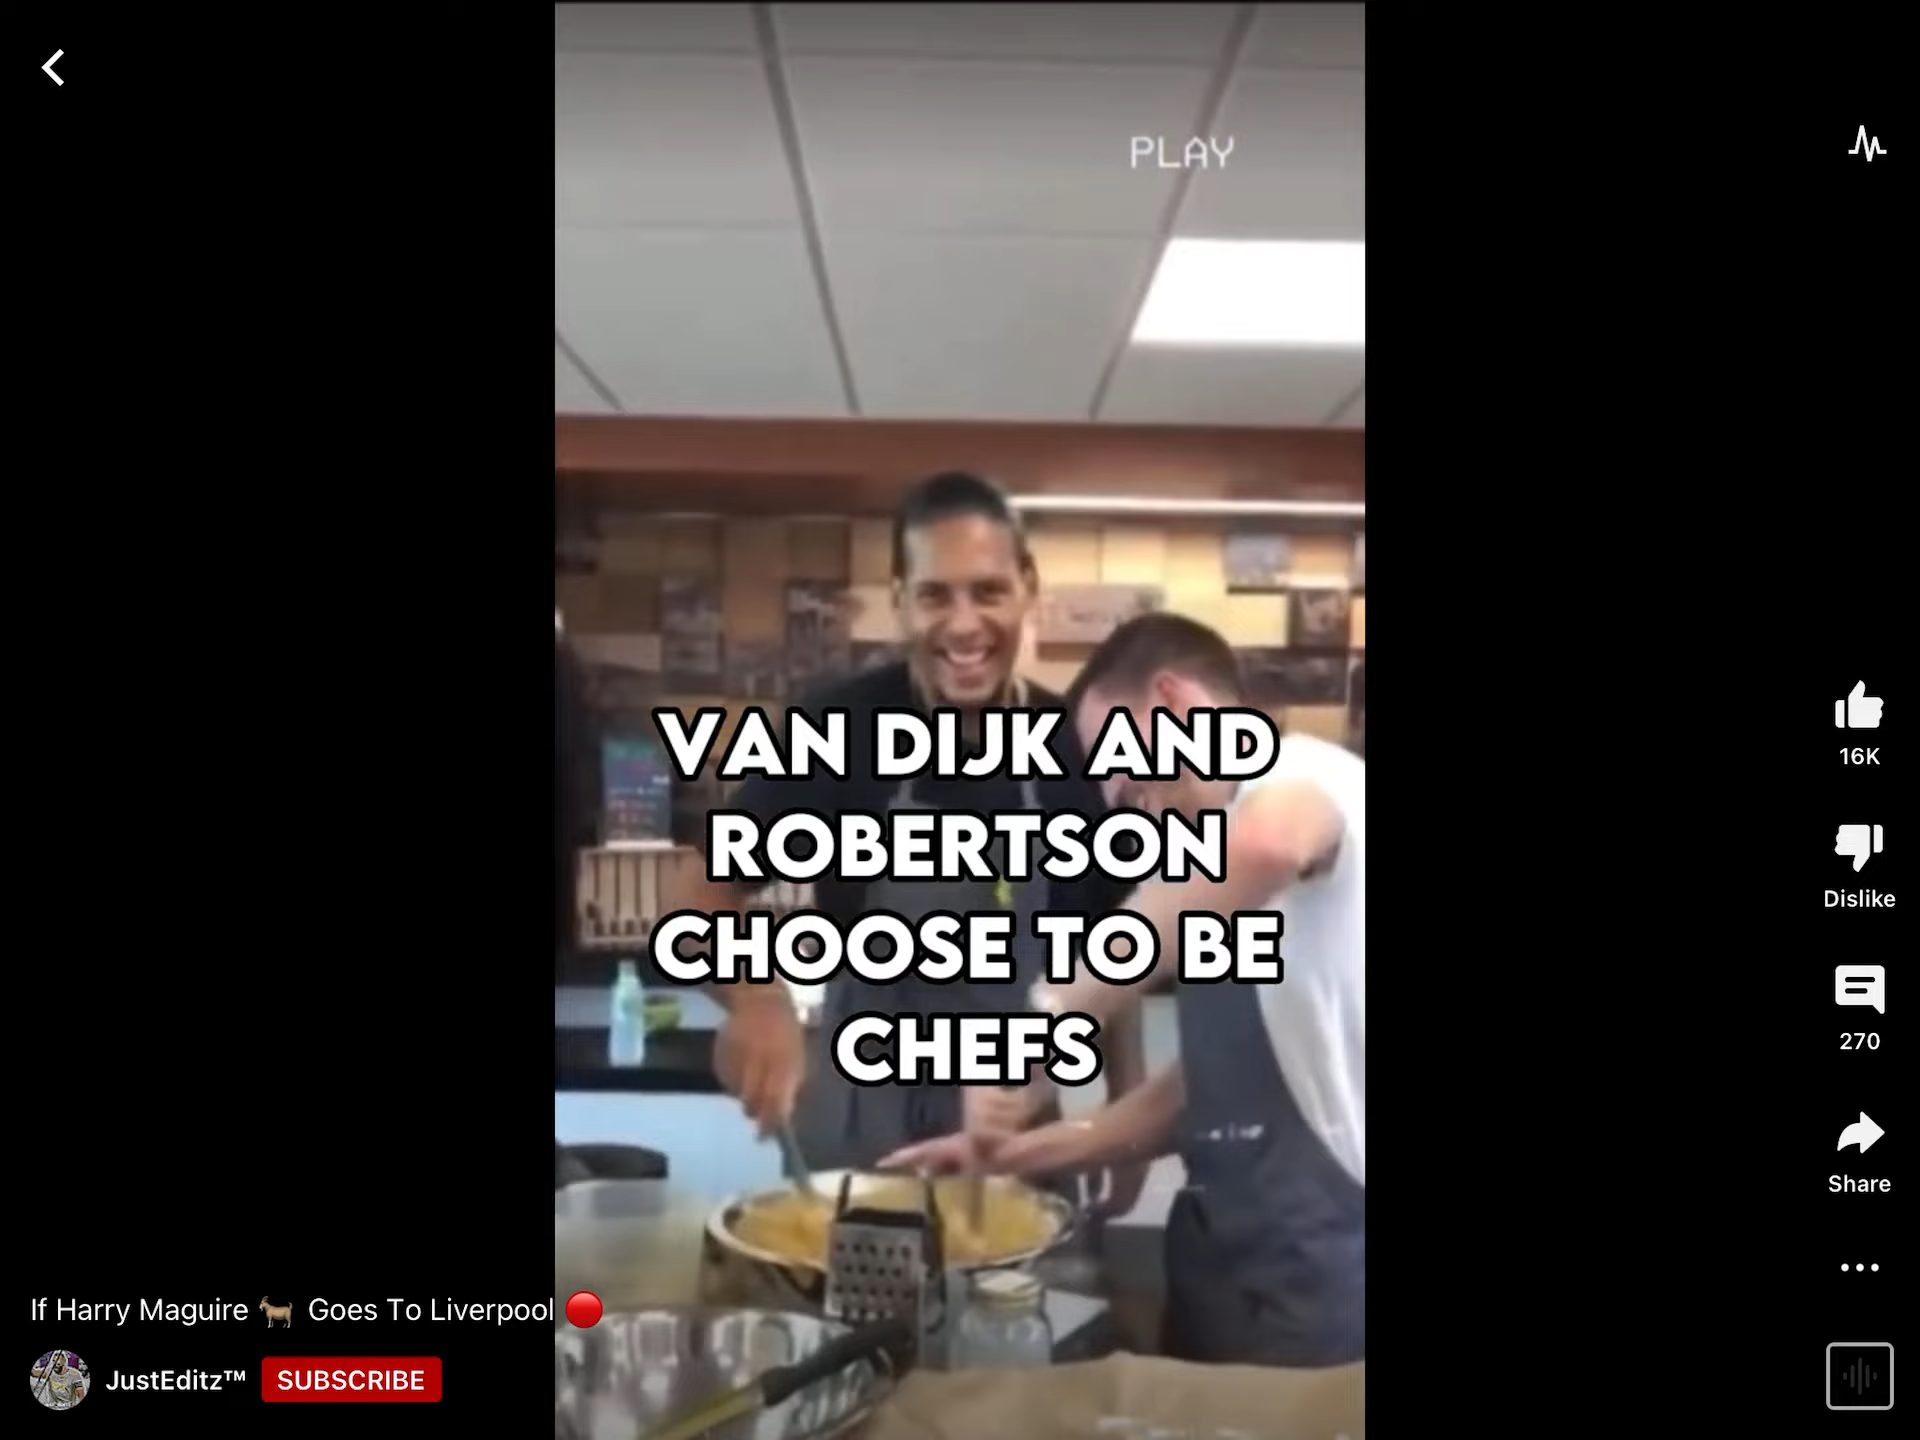 PLAY
VAN DIJK AND
ROBERTSON
CHOOSE TO BE
CHEFS
16K
Dislike
270
Share
If Harry Maguire 🐐 Goes To Liverpool 🔴
JustEditz™ SUBSCRIBE